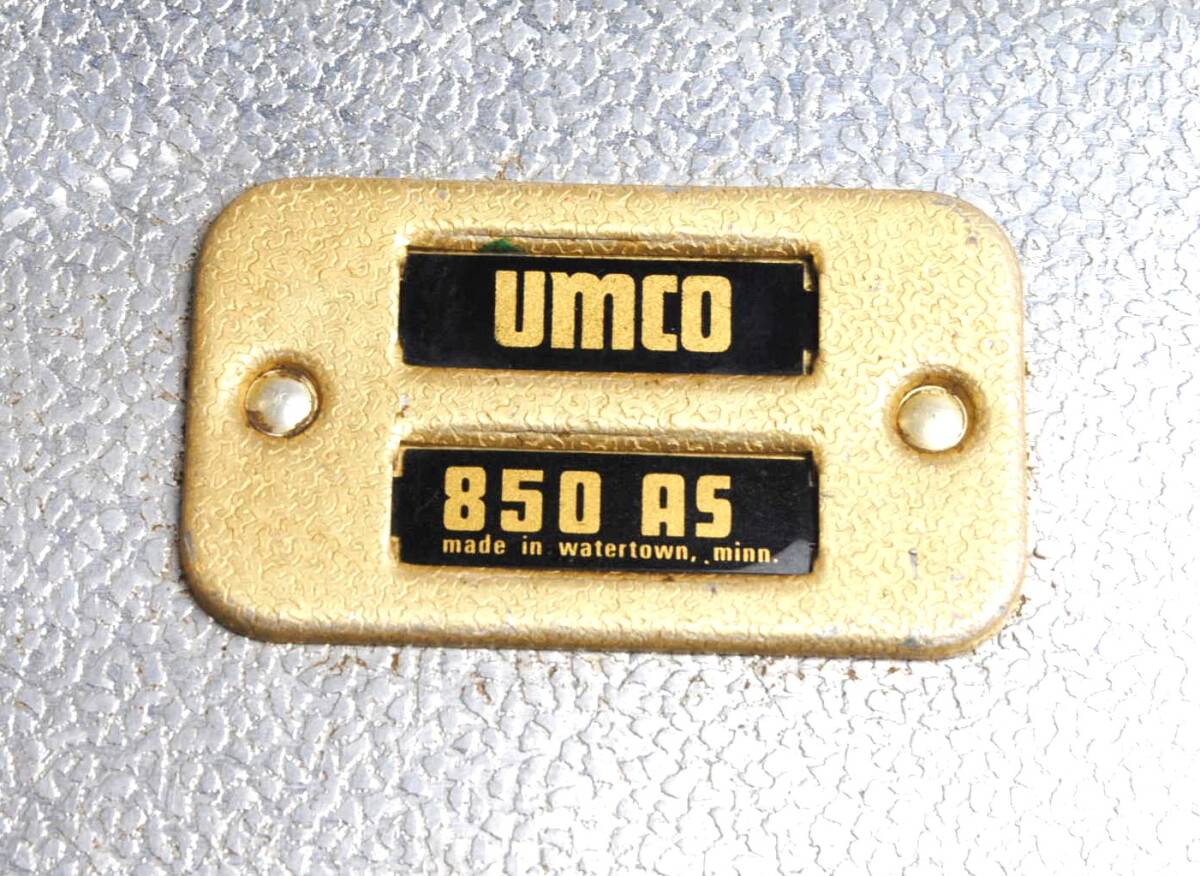 UMCO
850 AS
made in watertown, minn.